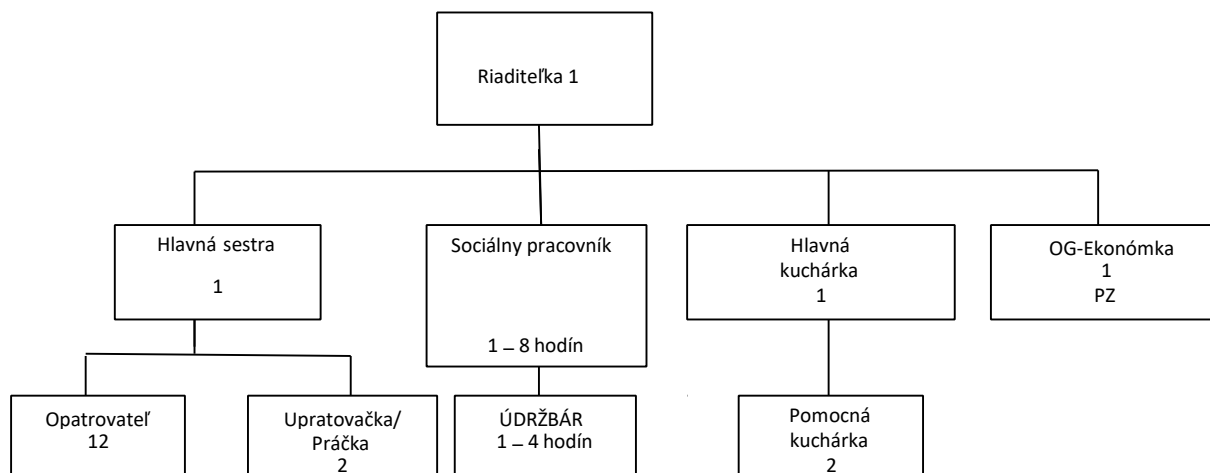 Riaditeľka 1
Hlavná sestra
1
Sociálny pracovník
1 – 8 hodín
Hlavná
kuchárka
1
OG-Ekonómka
1
PZ
Opatrovateľ
12
Upratovačka/
Práčka
2
ÚDRŽBÁR
1 – 4 hodín
Pomocná
kuchárka
2